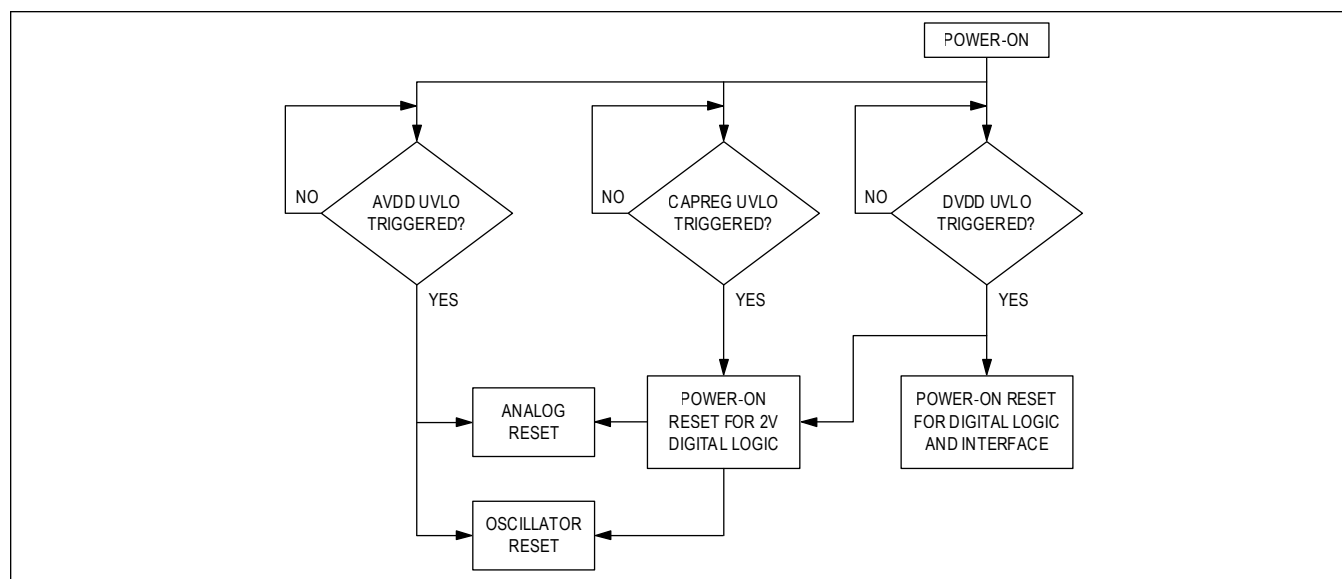 POWER-ON
NO
AVDD UVLO
TRIGGERED?
YES
NO
CAPREG UVLO
TRIGGERED?
YES
NO
DVDD UVLO
TRIGGERED?
YES
ANALOG
RESET
POWER-ON
RESET FOR 2V
DIGITAL LOGIC
POWER-ON RESET
FOR DIGITAL LOGIC
AND INTERFACE
OSCILLATOR
RESET